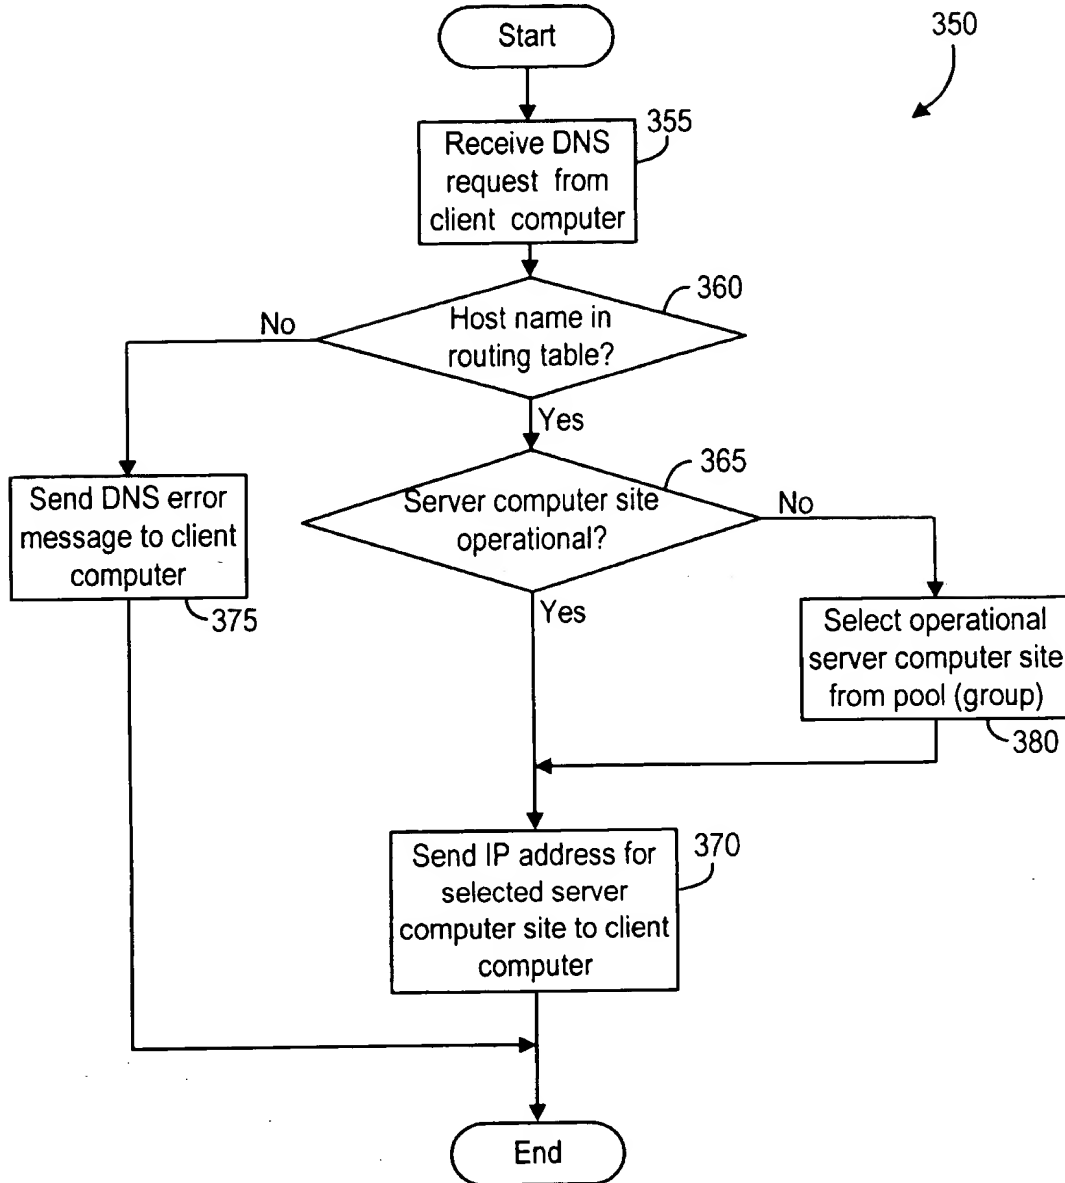 Start
350
355
Receive DNS
request from
client computer
360
No
Host name in
routing table?
Yes
365
Send DNS error
message to client
computer
375
Server computer site
operational?
No
Yes
Select operational
server computer site
from pool (group)
380
Send IP address for
selected server
computer site to client
computer
370
End